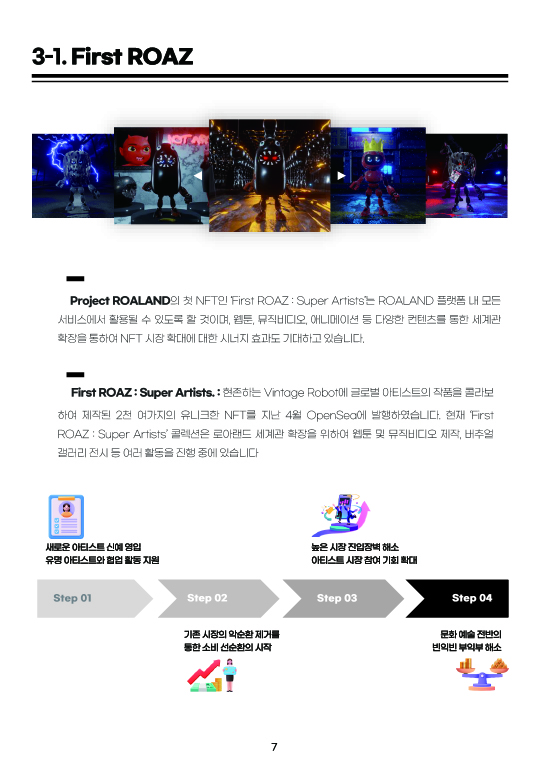 3-1. First ROAZ
Project ROALAND의 첫 NFT인 'First ROAZ : Super Artists'는 ROALAND 플랫폼 내 모든
서비스에서 활용될 수 있도록 할 것이며, 웹툰, 뮤직비디오, 애니메이션 등 다양한 컨텐츠를 통한 세계관
확장을 통하여 NFT 시장 확대에 대한 시너지 효과도 기대하고 있습니다.
First ROAZ : Super Artists. : 현존하는 Vintage Robot에 글로벌 아티스트의 작품을 콜라보
하여 제작된 2천 여가지의 유니크한 NFT를 지난 4월 OpenSea에 발행하였습니다. 현재 'First
ROAZ : Super Artists' 콜렉션은 로아랜드 세계관 확장을 위하여 웹툰 및 뮤직비디오 제작, 버추얼
갤러리 전시 등 여러 활동을 진행 중에 있습니다
새로운 아티스트 신예 영입
유명 아티스트와 협업 활동 지원
높은 시장 진입장벽 해소
아티스트 시장 참여 기회 확대
Step 01
Step 02
Step 03
Step 04
기존 시장의 악순환 제거를
통한 소비 선순환의 시작
문화 예술 전반의
빈익빈 부익부 해소
7